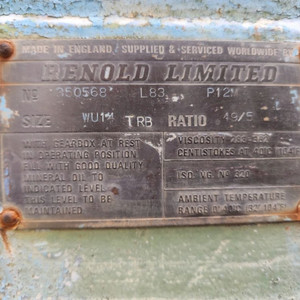 MADE IN ENGLAND SUPPLIED & SERVICED WORLDWIDE BY
RENOLD LIMITED
No 350568 L83 P12
SIZE WU14 TRB RATIO 49/5
WITH GEARBOX AT REST
IN OPERATING POSITION
FILL WITH GOOD QUALITY
MINERAL OIL TO
INDICATED LEVEL
THIS LEVEL TO BE
MAINTAINED
VISCOSITY
CENTISTOKES AT
ISO. VG. No 320
AMBIENT TEMPERATURE
RANGE